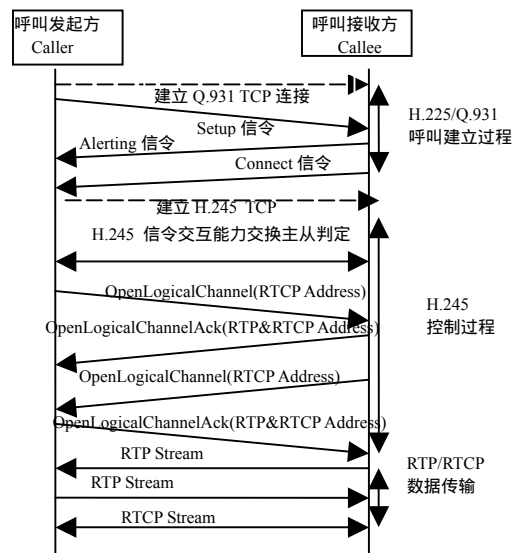 呼叫发起方
Caller
呼叫接收方
Callee
建立 Q.931 TCP 连接
Setup 信令
Alerting 信令
Connect 信令
H.225/Q.931
呼叫建立过程
建立 H.245 TCP
H.245 信令交互能力交换主从判定
OpenLogicalChannel(RTCP Address)
OpenLogicalChannelAck(RTP&RTCP Address)
OpenLogicalChannel(RTCP Address)
OpenLogicalChannelAck(RTP&RTCP Address)
H.245
控制过程
RTP Stream
RTP Stream
RTCP Stream
RTP/RTCP
数据传输